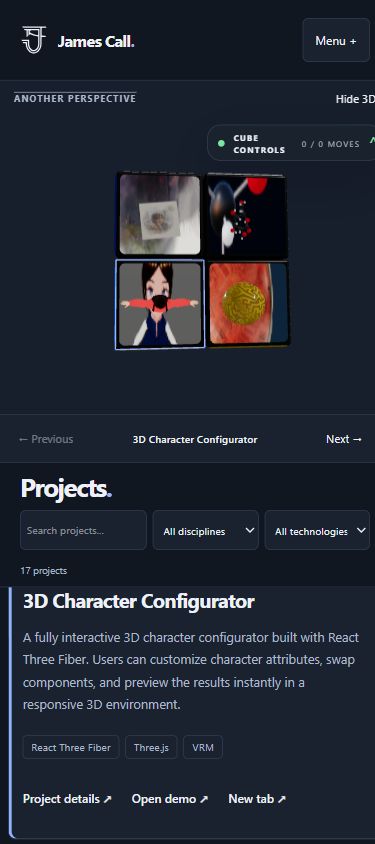 James Call.
Menu +
ANOTHER PERSPECTIVE
Hide 3D
CUBE
CONTROLS
0 / 0 MOVES
← Previous
3D Character Configurator
Next →
Projects.
Search projects...
All disciplines
All technologies
17 projects
3D Character Configurator
A fully interactive 3D character configurator built with React
Three Fiber. Users can customize character attributes, swap
components, and preview the results instantly in a
responsive 3D environment.
React Three Fiber
Three.js
VRM
Project details ↗
Open demo ↗
New tab ↗